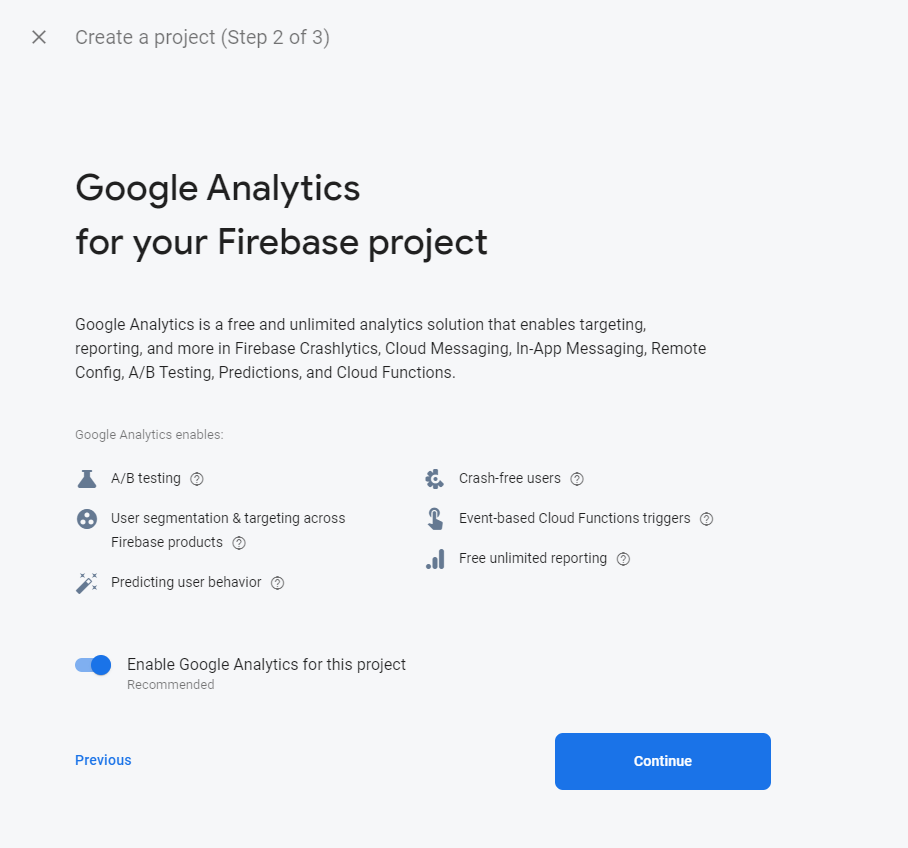 Create a project (Step 2 of 3)
Google Analytics
for your Firebase project
Google Analytics is a free and unlimited analytics solution that enables targeting,
reporting, and more in Firebase Crashlytics, Cloud Messaging, In-App Messaging, Remote
Config, A/B Testing, Predictions, and Cloud Functions.
Google Analytics enables:
A/B testing
User segmentation & targeting across
Firebase products
Predicting user behavior
Crash-free users
Event-based Cloud Functions triggers
Free unlimited reporting
Enable Google Analytics for this project
Recommended
Previous
Continue